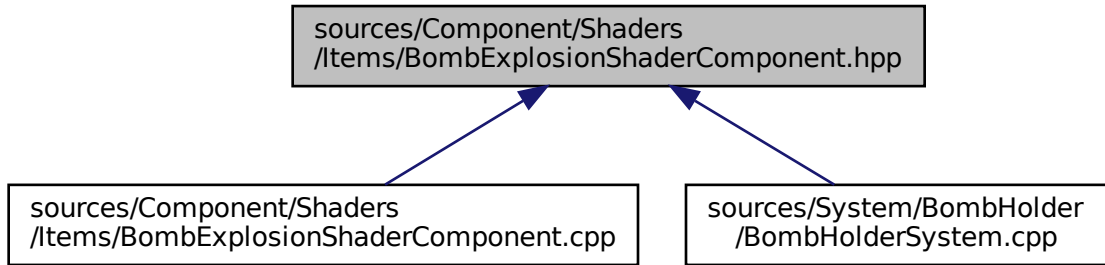 sources/Component/Shaders
/Items/BombExplosionShaderComponent.hpp
sources/Component/Shaders
/Items/BombExplosionShaderComponent.cpp
sources/System/BombHolder
/BombHolderSystem.cpp